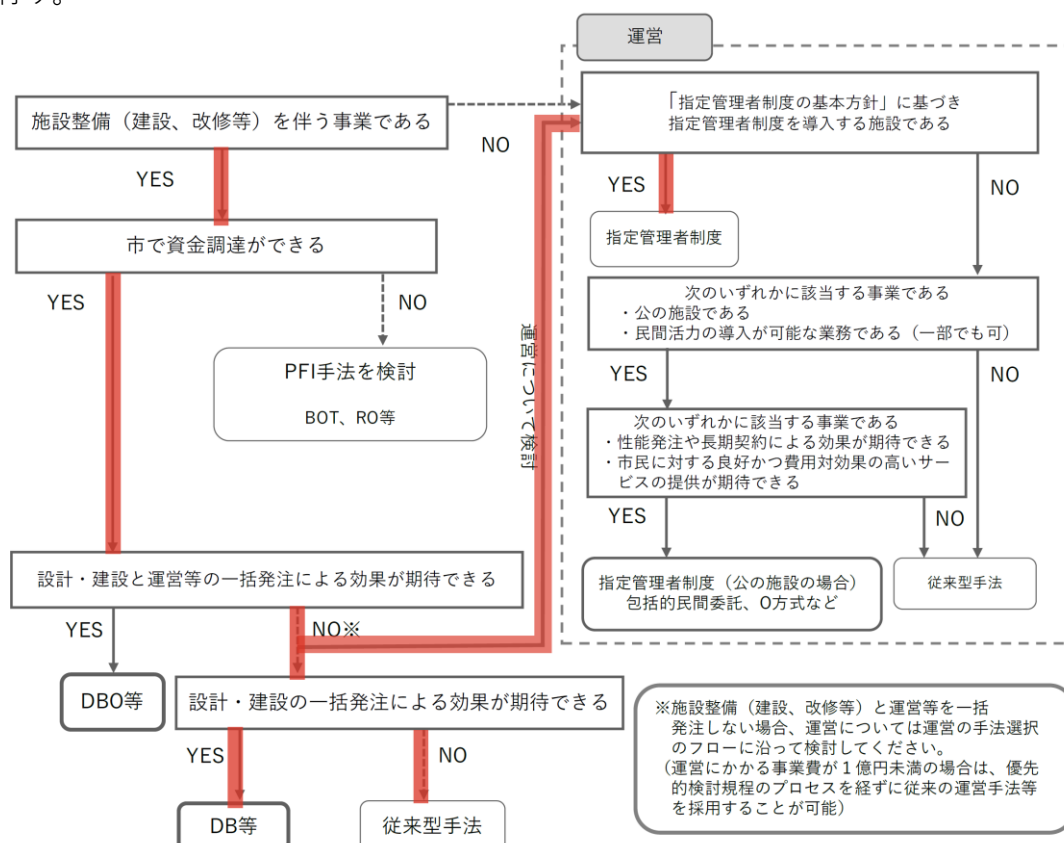 運営
施設整備（建設、改修等）を伴う事業である
NO
「指定管理者制度の基本方針」に基づき
指定管理者制度を導入する施設である
YES
YES
NO
市で資金調達ができる
指定管理者制度
YES
NO
PFI手法を検討
BOT、RO等
運営について検討
次のいずれかに該当する事業である
・公の施設である
・民間活力の導入が可能な業務である（一部でも可）
YES
NO
次のいずれかに該当する事業である
・性能発注や長期契約による効果が期待できる
・市民に対する良好かつ費用対効果の高いサー
ビスの提供が期待できる
YES
NO
指定管理者制度（公の施設の場合）
包括的民間委託、O方式など
従来型手法
設計・建設と運営等の一括発注による効果が期待できる
YES
NO※
DBO等
設計・建設の一括発注による効果が期待できる
YES
NO
DB等
従来型手法
※施設整備（建設、改修等）と運営等を一括
発注しない場合、運営については運営の手法選択
のフローに沿って検討してください。
（運営にかかる事業費が１億円未満の場合は、優先
的検討規程のプロセスを経ずに従来の運営手法等
を採用することが可能）